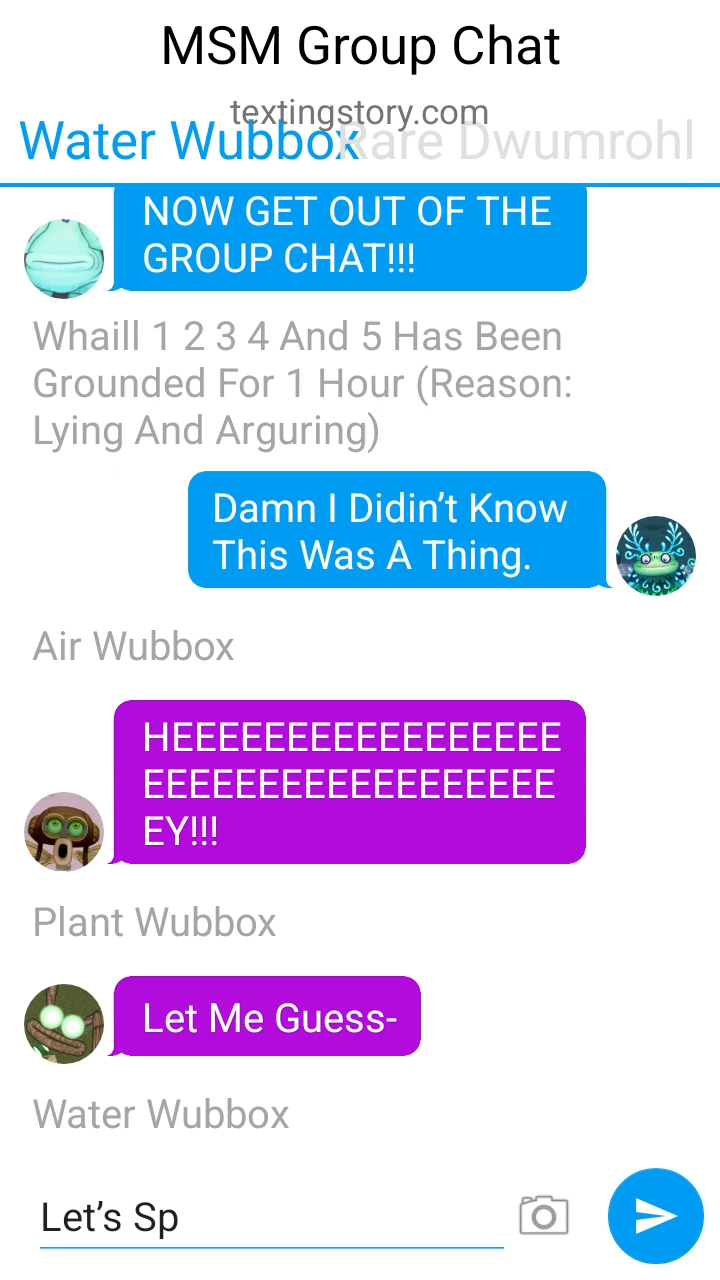 MSM Group Chat
textingstory.com
Water Wubbox Rare Dwumrohl
NOW GET OUT OF THE
GROUP CHAT!!!
Whaill 1 2 3 4 And 5 Has Been
Grounded For 1 Hour (Reason:
Lying And Arguring)
Damn I Didin’t Know
This Was A Thing.
Air Wubbox
HEEEEEEEEEEEEEEEEE
EEEEEEEEEEEEEEEEEE
EY!!!
Plant Wubbox
Let Me Guess-
Water Wubbox
Let’s Sp